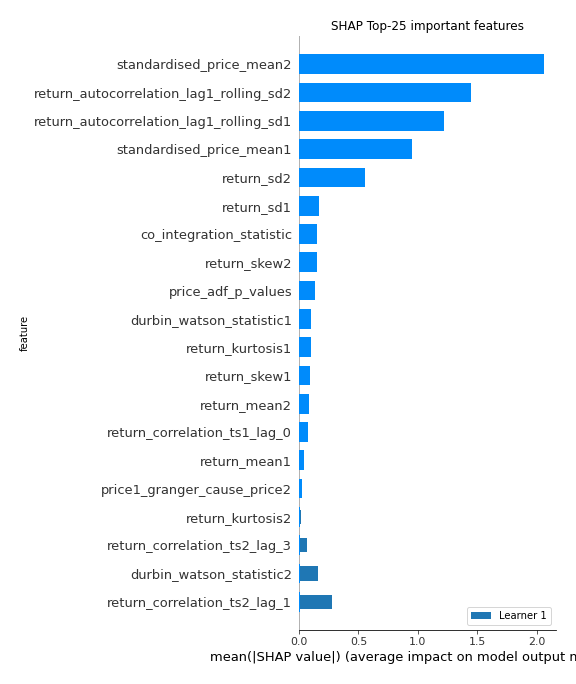 SHAP Top-25 important features
standardised_price_mean2
return_autocorrelation_lag1_rolling_sd2
return_autocorrelation_lag1_rolling_sd1
standardised_price_mean1
return_sd2
return_sd1
co_integration_statistic
return_skew2
price_adf_p_values
durbin_watson_statistic1
return_kurtosis1
return_skew1
return_mean2
return_correlation_ts1_lag_0
return_mean1
price1_granger_cause_price2
return_kurtosis2
return_correlation_ts2_lag_3
durbin_watson_statistic2
return_correlation_ts2_lag_1
feature
Learner 1
0.0 0.5 1.0 1.5 2.0
mean(|SHAP value|) (average impact on model output